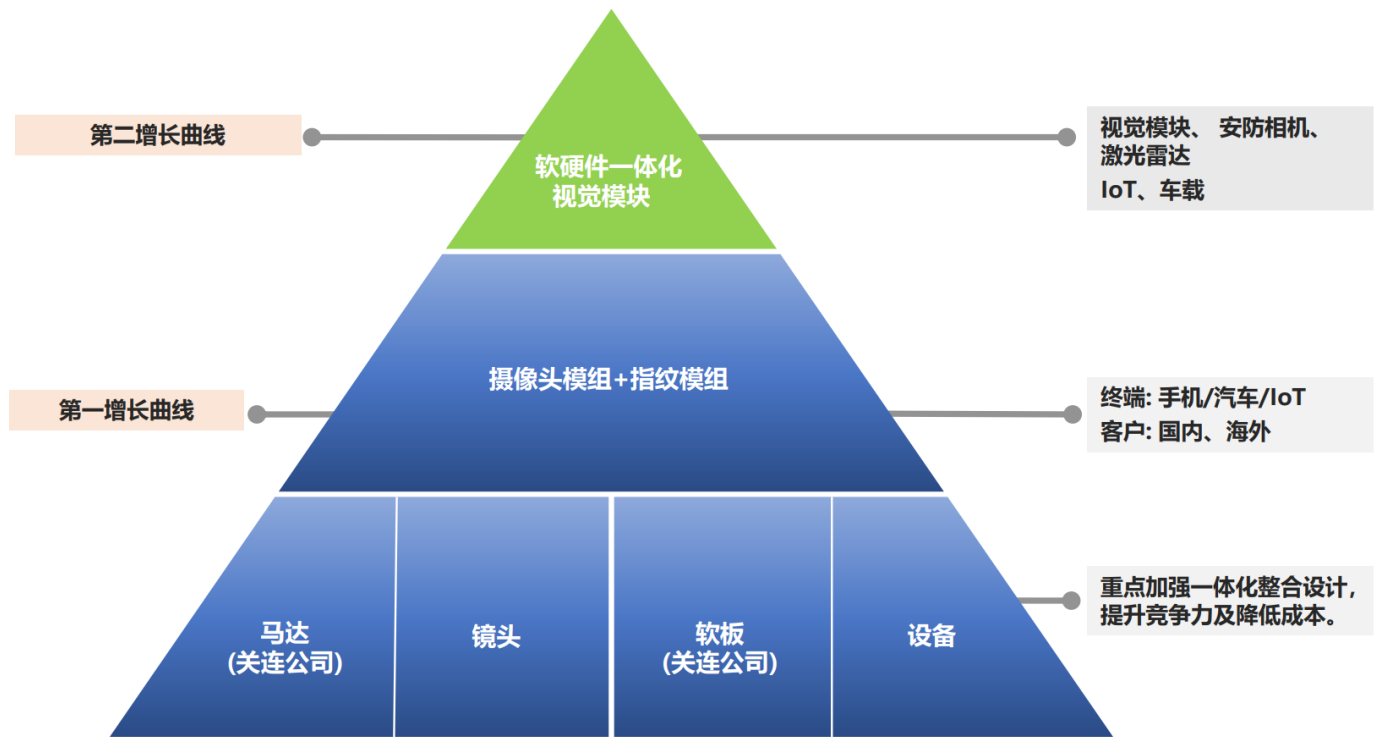 第二增长曲线
软硬件一体化
视觉模块
视觉模块、 安防相机、
激光雷达
IoT、车载
第一增长曲线
摄像头模组+指纹模组
终端: 手机/汽车/IoT
客户: 国内、海外
马达
(关连公司)
镜头
软板
(关连公司)
设备
重点加强一体化整合设计,
提升竞争力及降低成本。